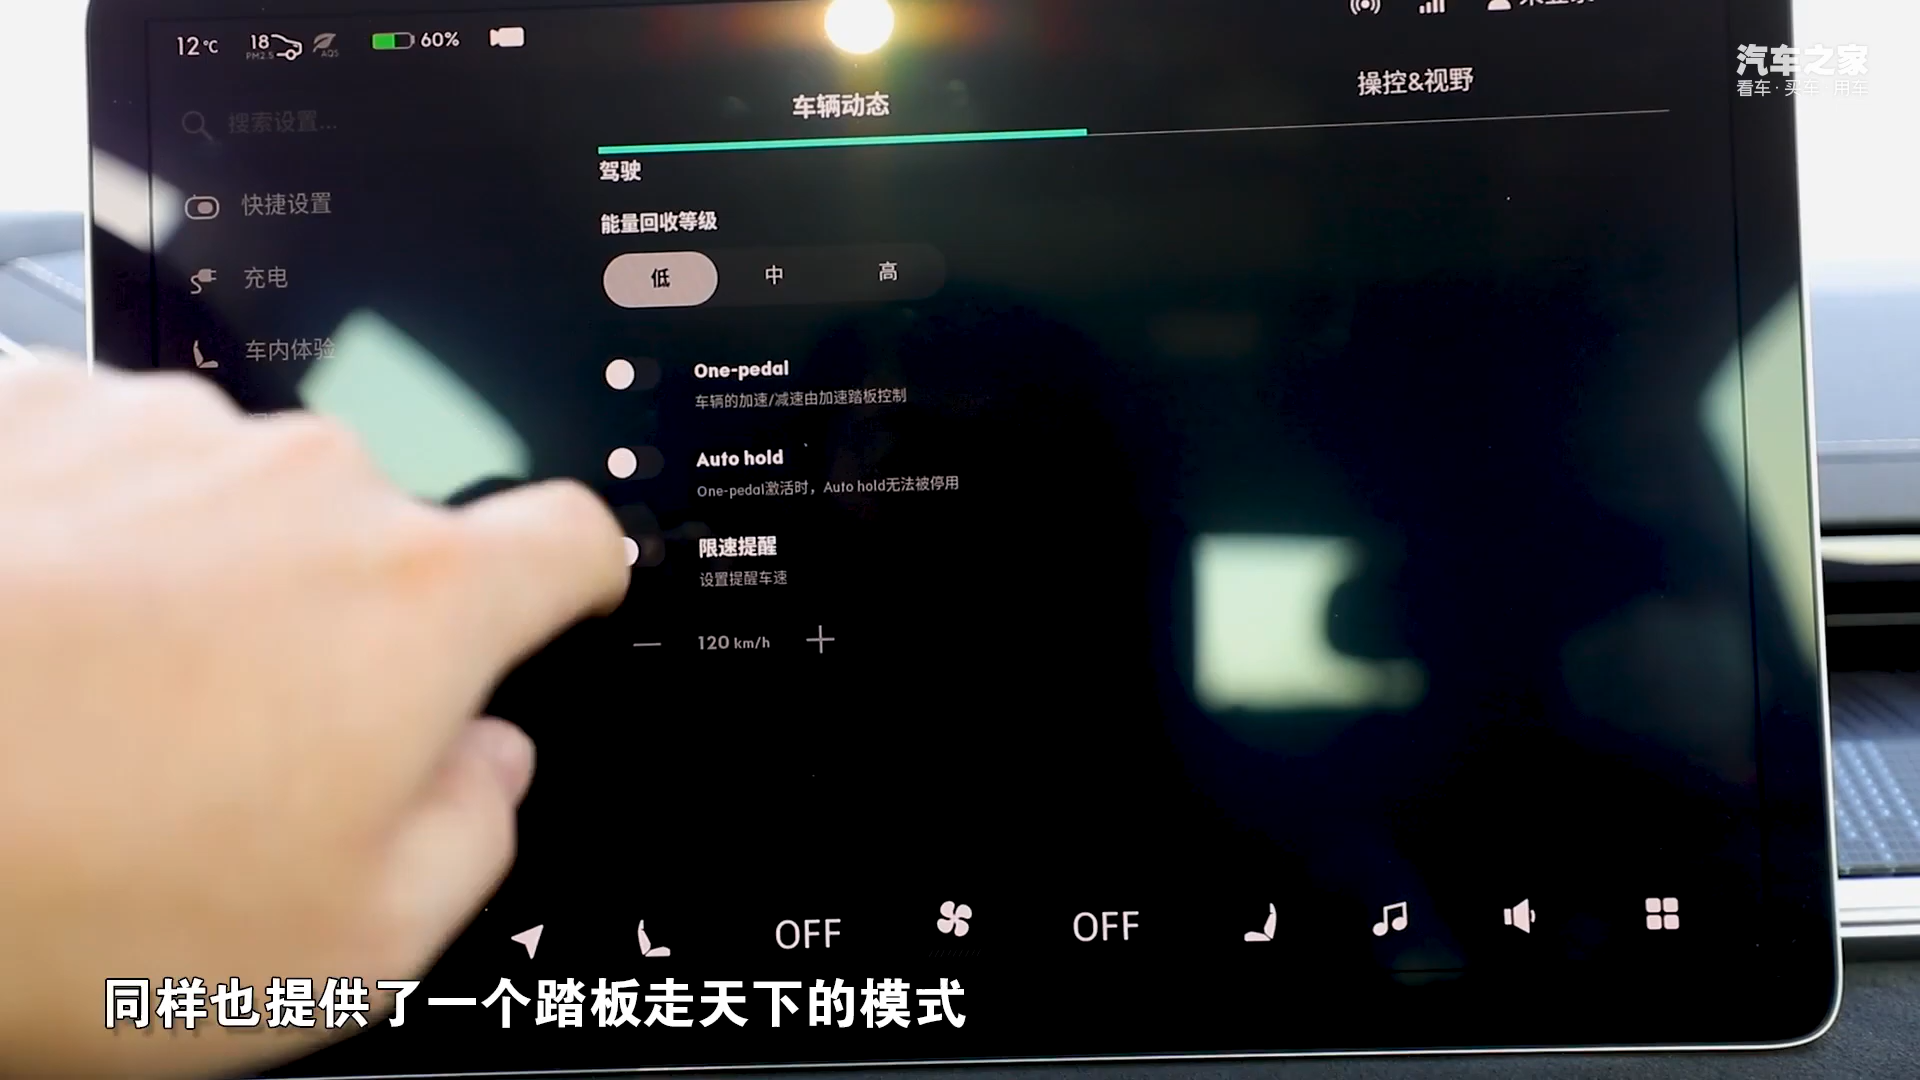 12°C
18
PM2.5
AQS
60%
汽车之家
看车·买车·用车
车辆动态
操控&视野
搜索设置...
快捷设置
充电
车内体验
驾驶
能量回收等级
低 中 高
One-pedal
车辆的加速/减速由加速踏板控制
Auto hold
One-pedal激活时，Auto hold无法被停用
限速提醒
设置提醒车速
120 km/h
OFF OFF
同样也提供了一个踏板走天下的模式